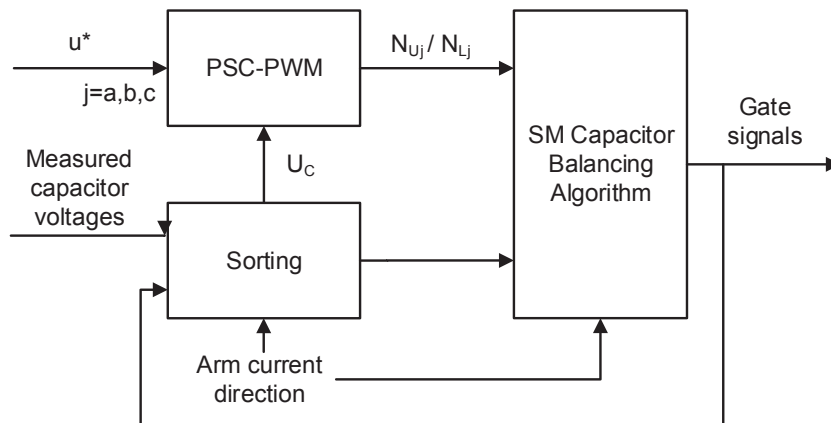 u*
j=a,b,c
PSC-PWM
N_Uj / N_Lj
SM Capacitor
Balancing
Algorithm
Gate
signals
Measured
capacitor
voltages
U_C
Sorting
Arm current
direction